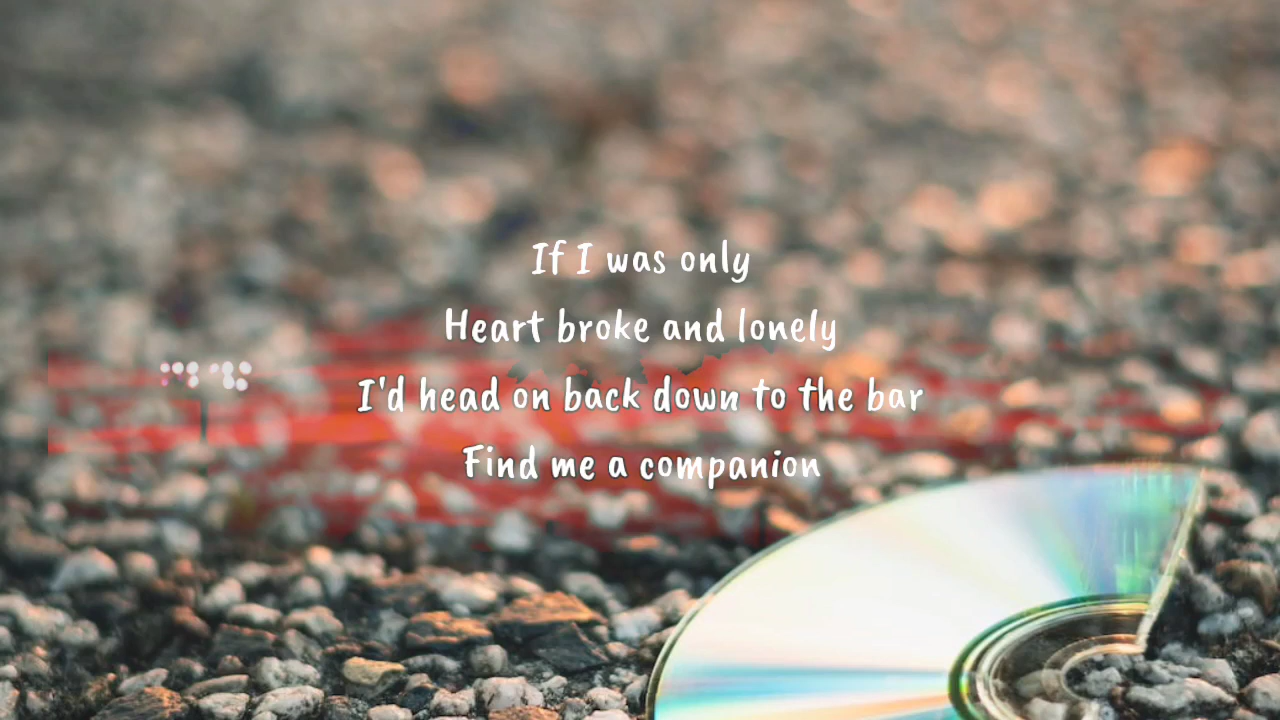 If I was only
Heart broke and lonely
I'd head on back down to the bar
Find me a companion